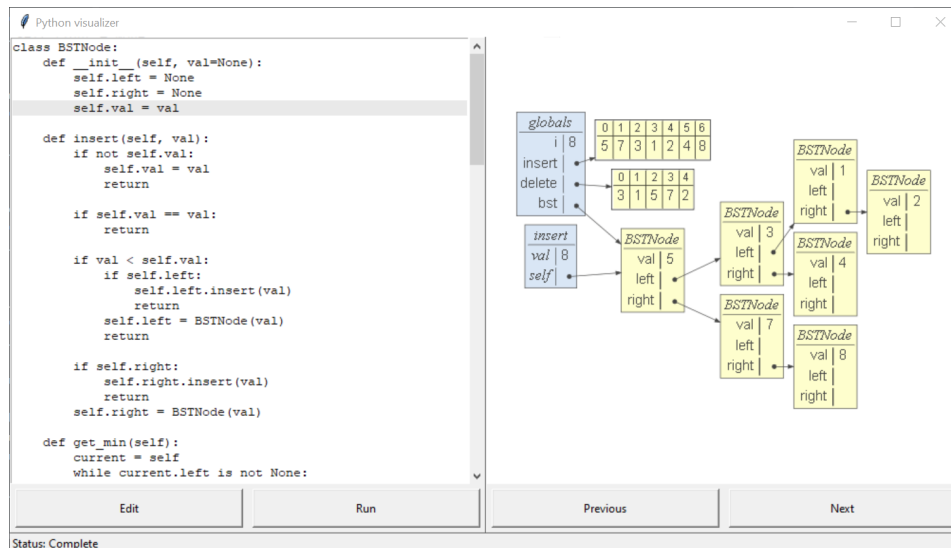 Python visualizer
class BSTNode:
    def __init__(self, val=None):
        self.left = None
        self.right = None
        self.val = val
    def insert(self, val):
        if not self.val:
            self.val = val
            return
        if self.val == val:
            return
        if val < self.val:
            if self.left:
                self.left.insert(val)
                return
            self.left = BSTNode(val)
            return
        if self.right:
            self.right.insert(val)
            return
        self.right = BSTNode(val)
    def get_min(self):
        current = self
        while current.left is not None:
globals
i 8
insert
delete
bst
0 1 2 3 4 5 6
5 7 3 1 2 4 8
0 1 2 3 4
3 1 5 7 2
insert
val 8
self
BSTNode
val 5
left
right
BSTNode
val 3
left
right
BSTNode
val 7
left
right
BSTNode
val 1
left
right
BSTNode
val 4
left
right
BSTNode
val 8
left
right
BSTNode
val 2
left
right
Edit
Run
Previous
Next
Status: Complete